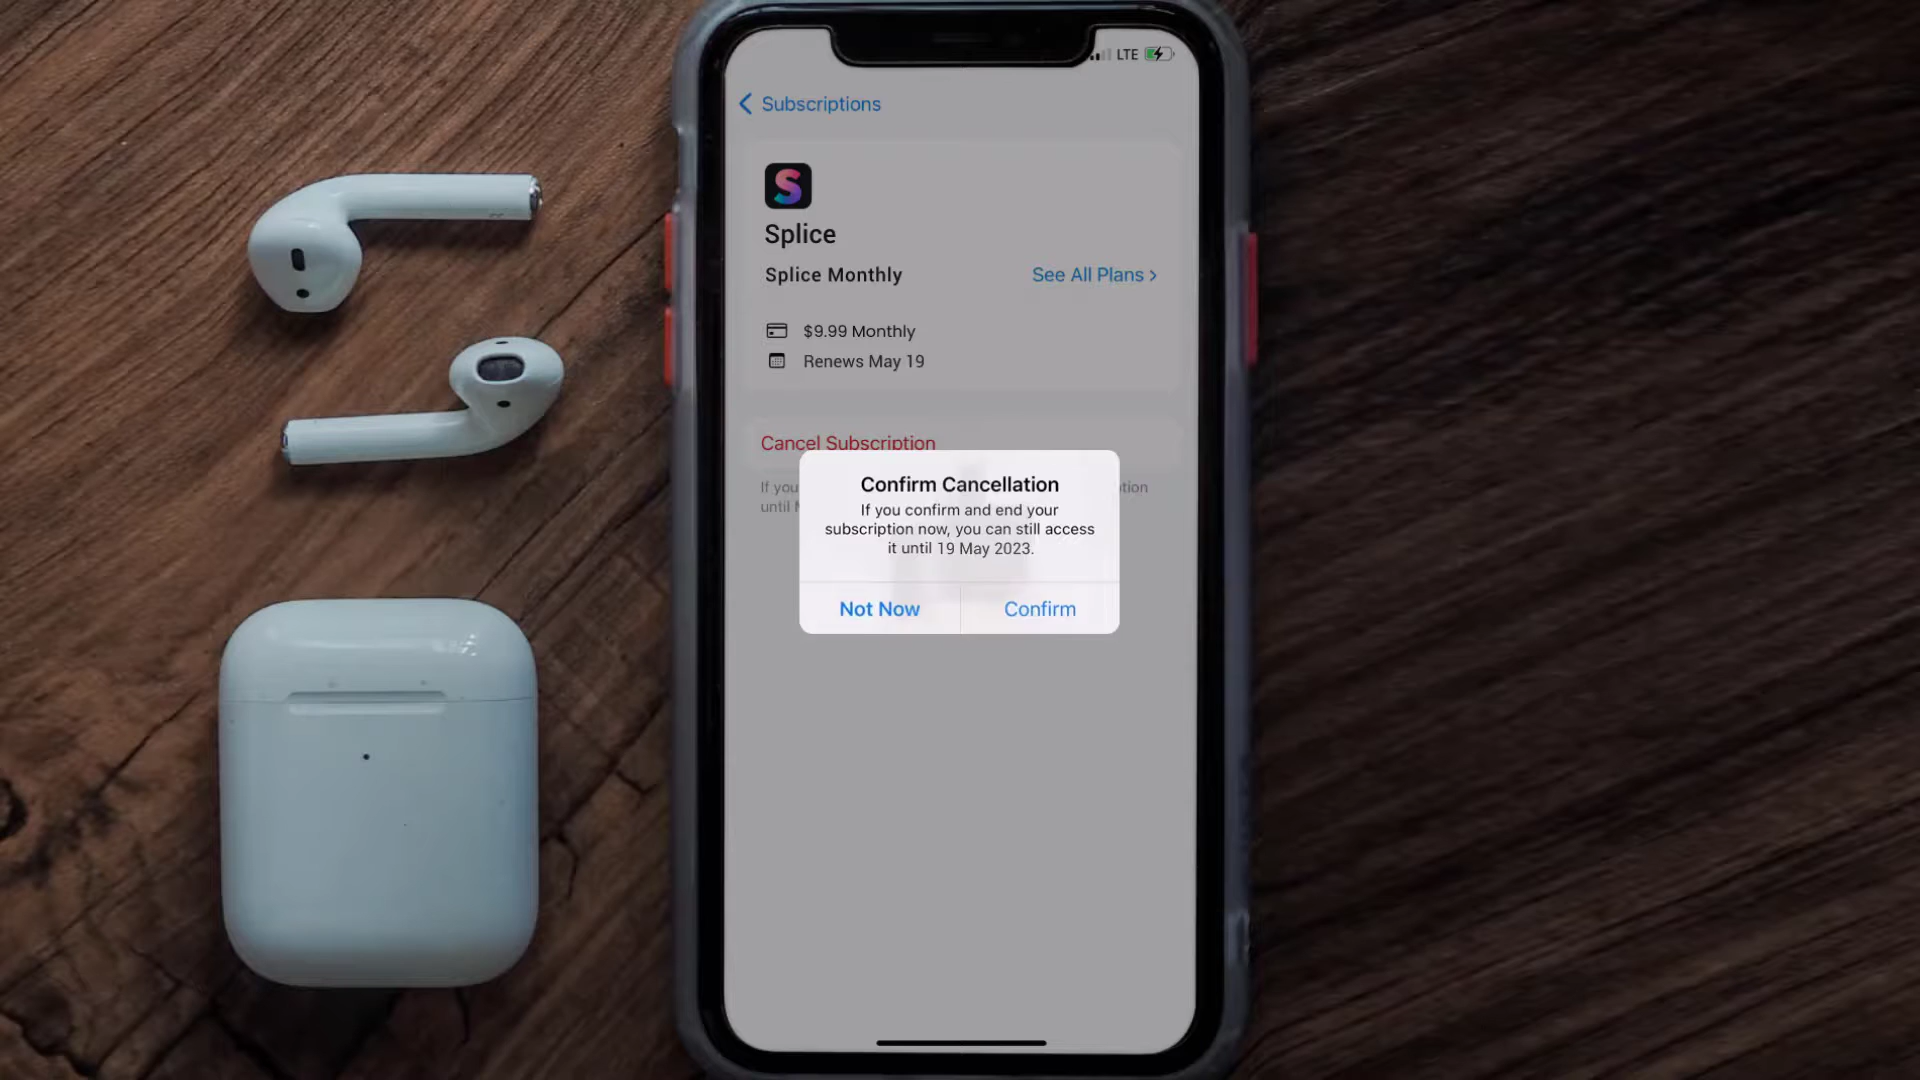 LTE
Subscriptions
S
Splice
Splice Monthly
See All Plans >
$9.99 Monthly
Renews May 19
Cancel Subscription
If you
tion
until
Confirm Cancellation
If you confirm and end your
subscription now, you can still access
it until 19 May 2023.
Not Now
Confirm